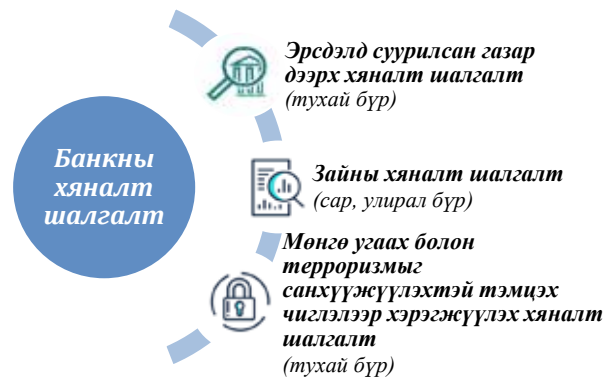 Банкны
хяналт
шалгалт
Эрсдэлд суурилсан газар
дээрх хяналт шалгалт
(тухай бүр)
Зайны хяналт шалгалт
(сар, улирал бүр)
Мөнгө угаах болон
терроризмыг
санхүүжүүлэхтэй тэмцэх
чиглэлээр хэрэгжүүлэх хяналт
шалгалт
(тухай бүр)